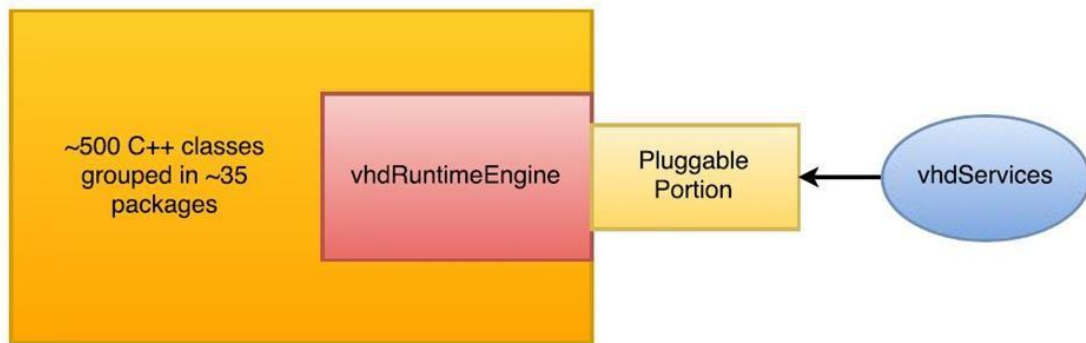 ~500 C++ classes
grouped in ~35
packages
vhdRuntimeEngine
Pluggable
Portion
vhdServices